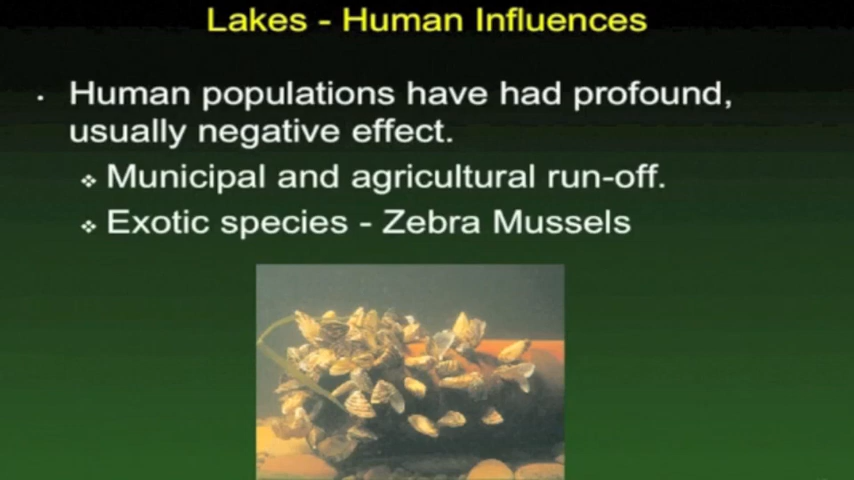 Lakes - Human Influences
Human populations have had profound,
usually negative effect.
Municipal and agricultural run-off.
Exotic species - Zebra Mussels